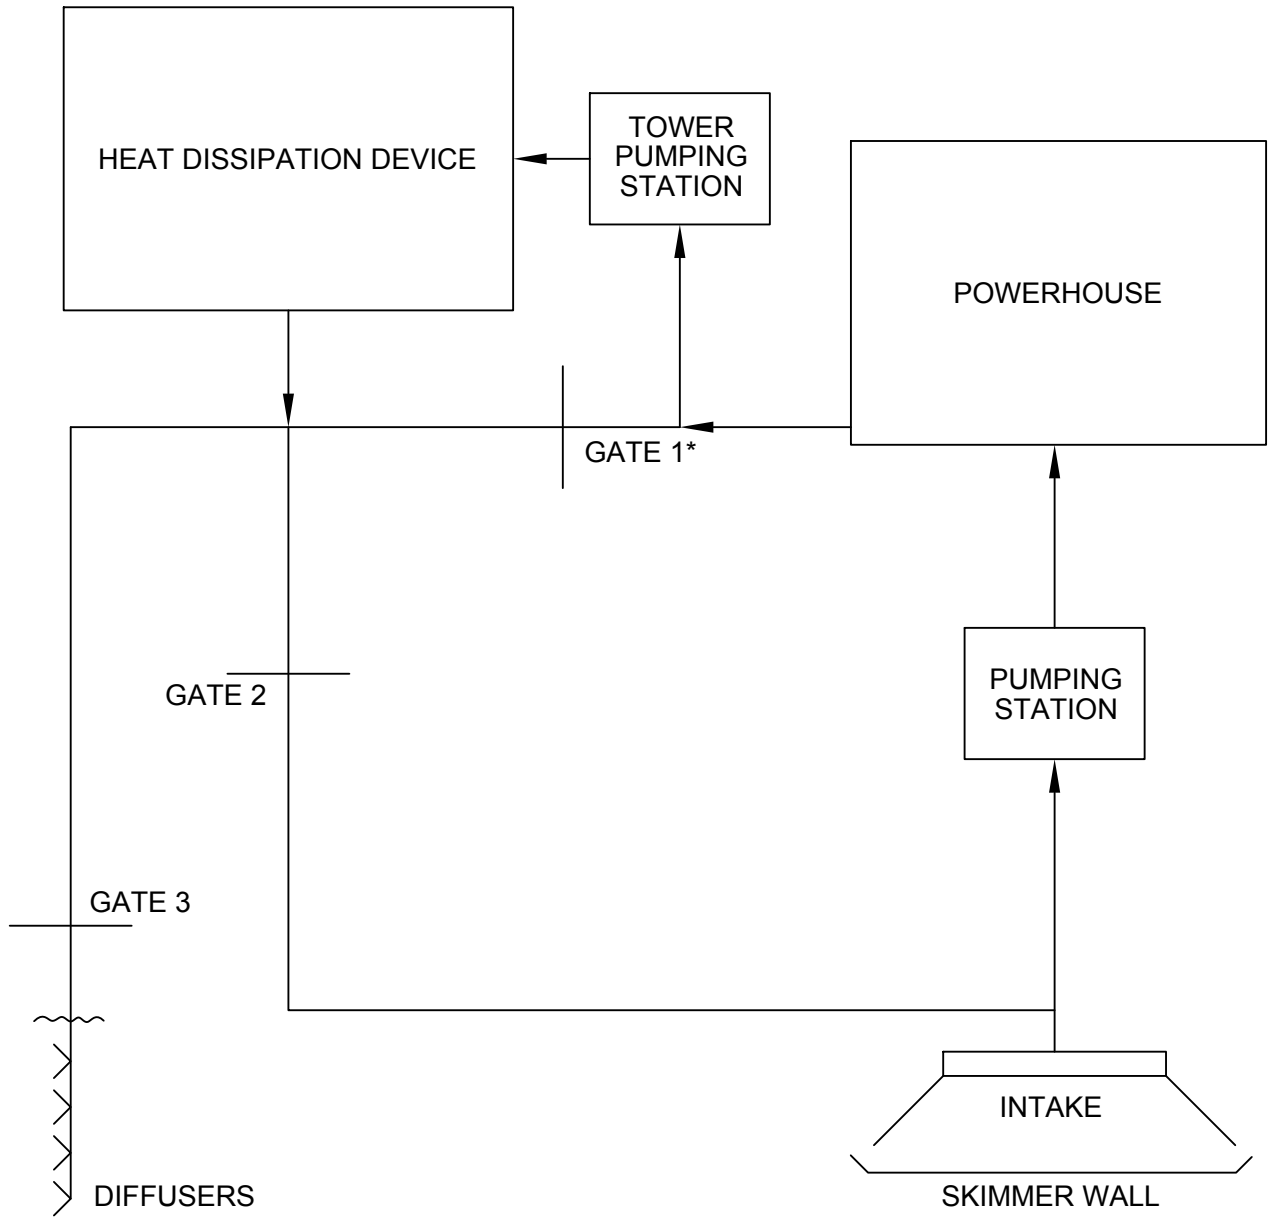 HEAT DISSIPATION DEVICE
TOWER
PUMPING
STATION
POWERHOUSE
GATE 1*
PUMPING
STATION
GATE 2
GATE 3
INTAKE
DIFFUSERS
SKIMMER WALL